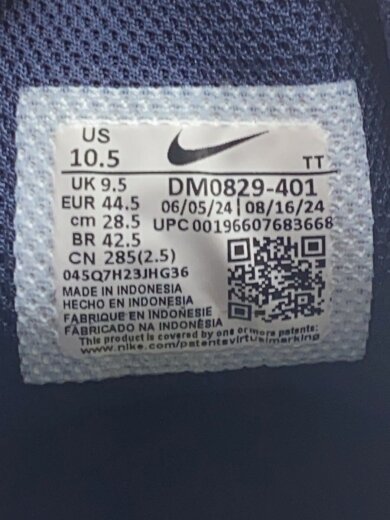 US
10.5
TT
UK 9.5
DM0829-401
EUR 44.5
06/05/24 | 08/16/24
cm 28.5
UPC 00196607683668
BR 42.5
CN 285(2.5)
045Q7H23JHG36
MADE IN INDONESIA
HECHO EN INDONESIA
FABRIQUE EN INDONÉSIE
FABRICADO NA INDONÉSIA
This product is covered by one or more patents:
www.nike.com/patentsvirtualmarking